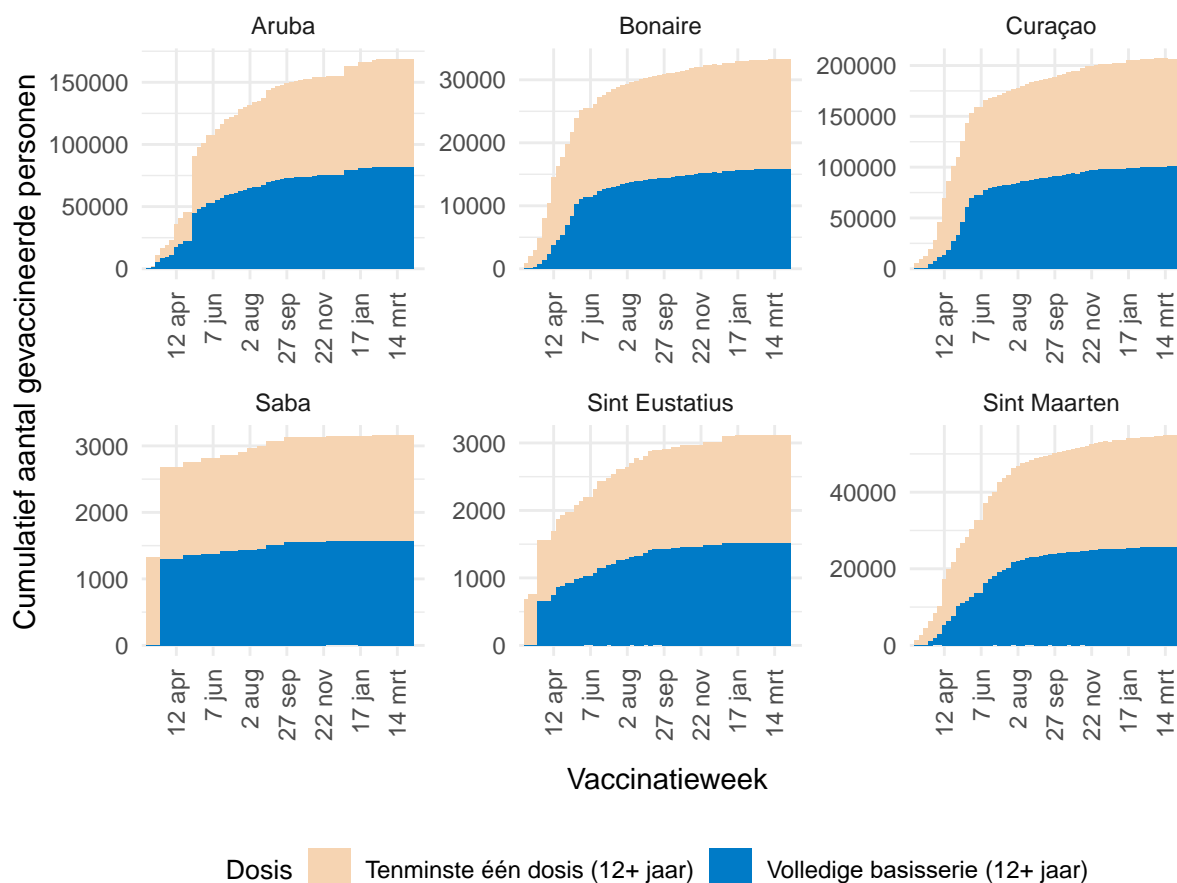 Aruba
Bonaire
Curaçao
Cumulatief aantal gevaccineerde personen
150000
100000
50000
0
30000
20000
10000
0
200000
150000
100000
50000
0
12 apr
7 jun
2 aug
27 sep
22 nov
17 jan
14 mrt
12 apr
7 jun
2 aug
27 sep
22 nov
17 jan
14 mrt
12 apr
7 jun
2 aug
27 sep
22 nov
17 jan
14 mrt
Saba
Sint Eustatius
Sint Maarten
3000
2000
1000
0
3000
2000
1000
0
40000
20000
0
12 apr
7 jun
2 aug
27 sep
22 nov
17 jan
14 mrt
12 apr
7 jun
2 aug
27 sep
22 nov
17 jan
14 mrt
12 apr
7 jun
2 aug
27 sep
22 nov
17 jan
14 mrt
Vaccinatieweek
Dosis Tenminste één dosis (12+ jaar) Volledige basisserie (12+ jaar)